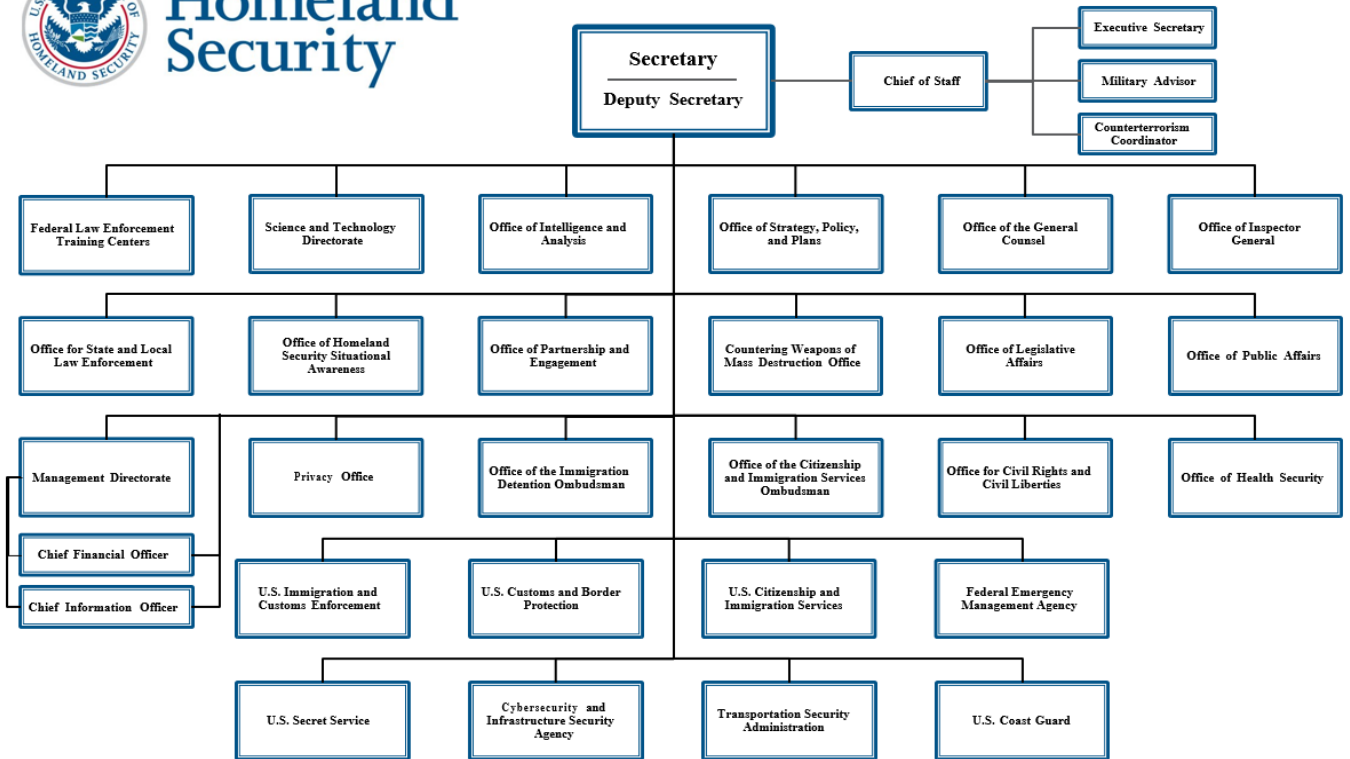 U.S.
OF
HOMELAND SECURITY
Homeland
Security
Secretary
Deputy Secretary
Chief of Staff
Executive Secretary
Military Advisor
Counterterrorism
Coordinator
Federal Law Enforcement
Training Centers
Science and Technology
Directorate
Office of Intelligence and
Analysis
Office of Strategy, Policy,
and Plans
Office of the General
Counsel
Office of Inspector
General
Office for State and Local
Law Enforcement
Office of Homeland
Security Situational
Awareness
Office of Partnership and
Engagement
Countering Weapons of
Mass Destruction Office
Office of Legislative
Affairs
Office of Public Affairs
Management Directorate
Privacy Office
Office of the Immigration
Detention Ombudsman
Office of the Citizenship
and Immigration Services
Ombudsman
Office for Civil Rights and
Civil Liberties
Office of Health Security
Chief Financial Officer
Chief Information Officer
U.S. Immigration and
Customs Enforcement
U.S. Customs and Border
Protection
U.S. Citizenship and
Immigration Services
Federal Emergency
Management Agency
U.S. Secret Service
Cybersecurity and
Infrastructure Security
Agency
Transportation Security
Administration
U.S. Coast Guard